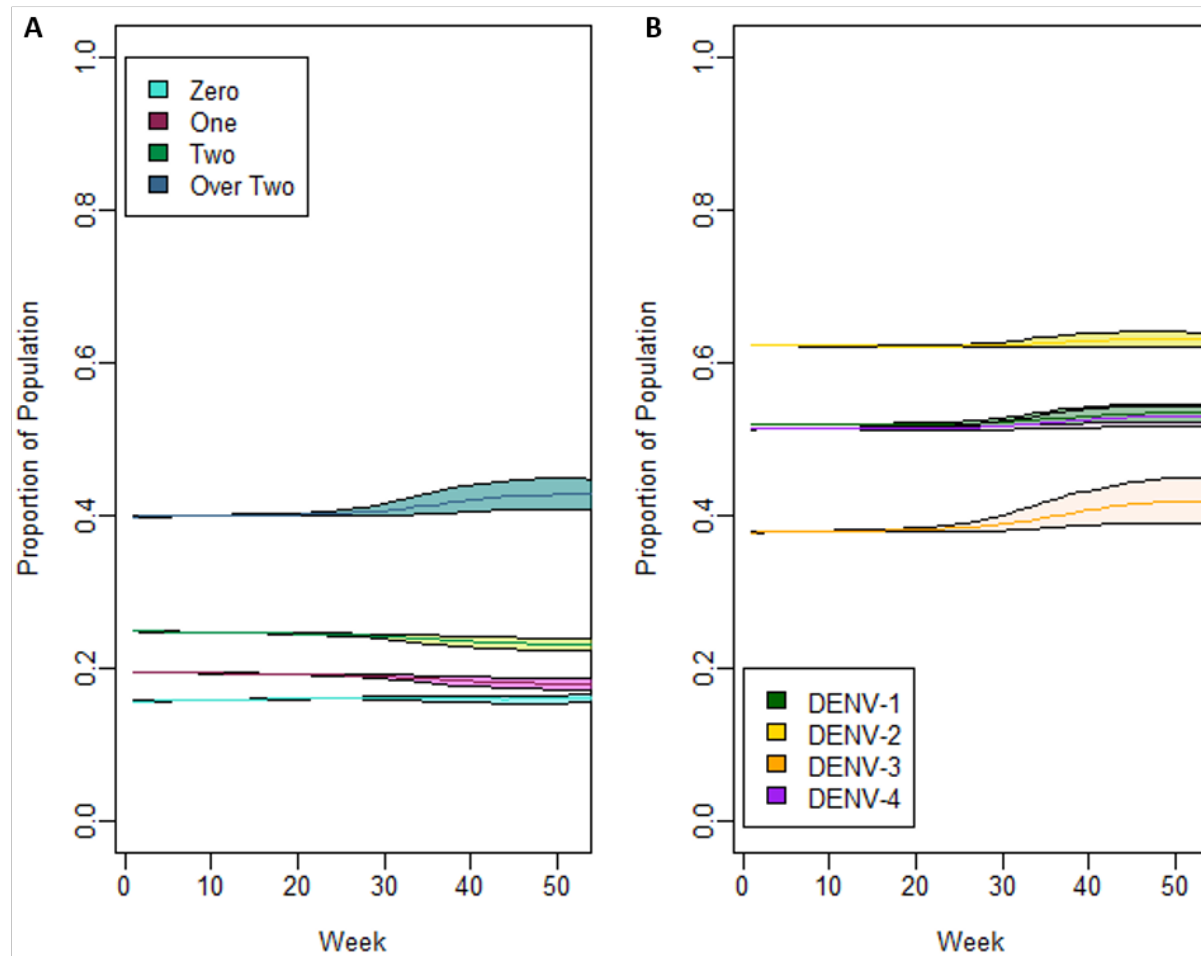 A
Zero
One
Two
Over Two
Proportion of Population
0.0
0.2
0.4
0.6
0.8
1.0
0 10 20 30 40 50
Week
B
DENV-1
DENV-2
DENV-3
DENV-4
Proportion of Population
0.0
0.2
0.4
0.6
0.8
1.0
0 10 20 30 40 50
Week